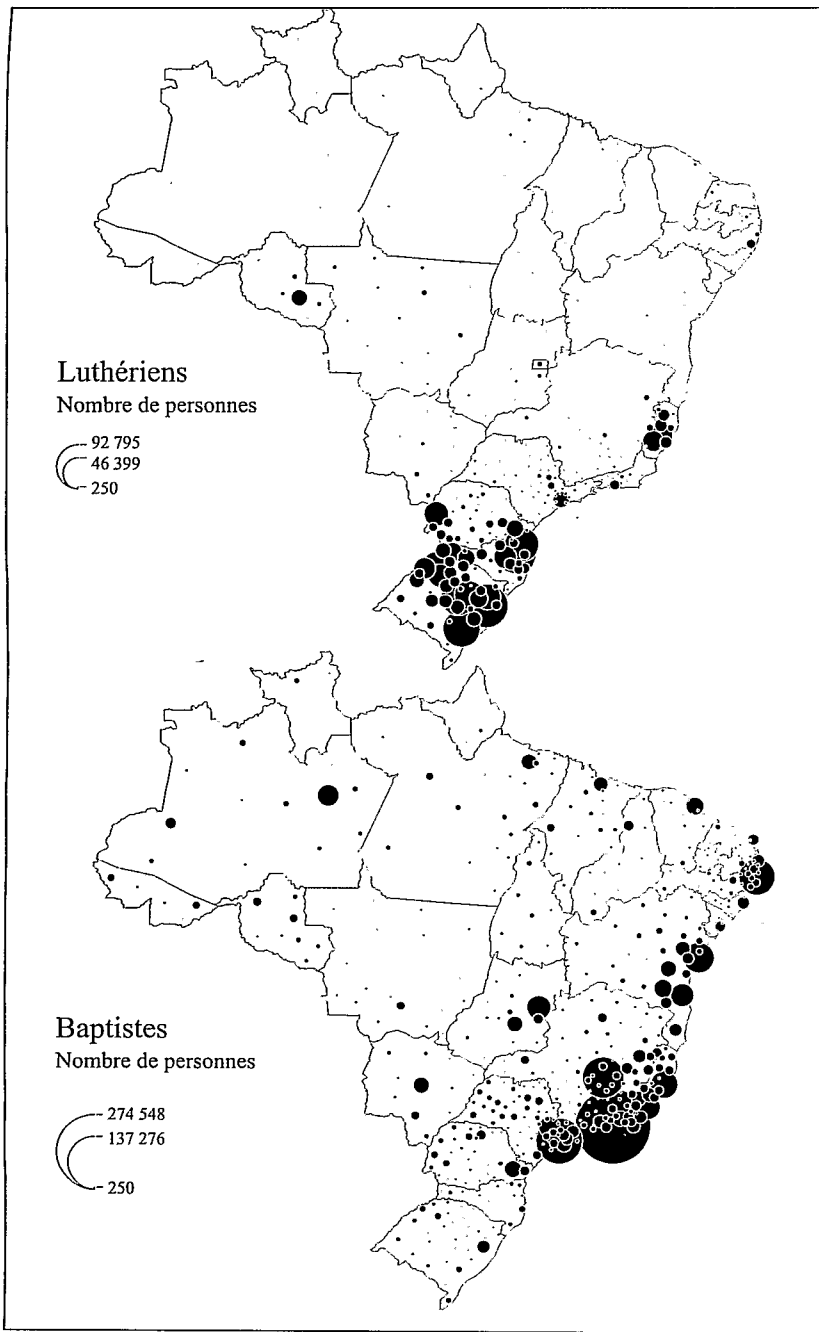 Luthériens
Nombre de personnes
92 795
46 399
250
Baptistes
Nombre de personnes
274 548
137 276
250